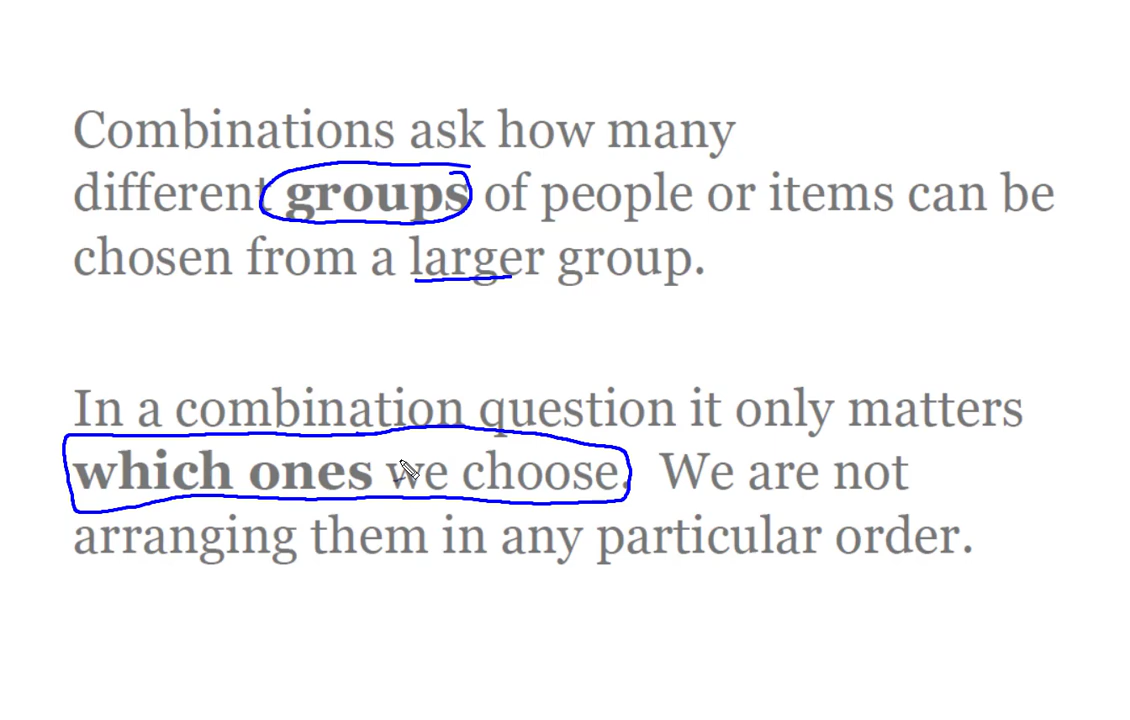 Combinations ask how many
different groups of people or items can be
chosen from a larger group.
In a combination question it only matters
which ones we choose. We are not
arranging them in any particular order.